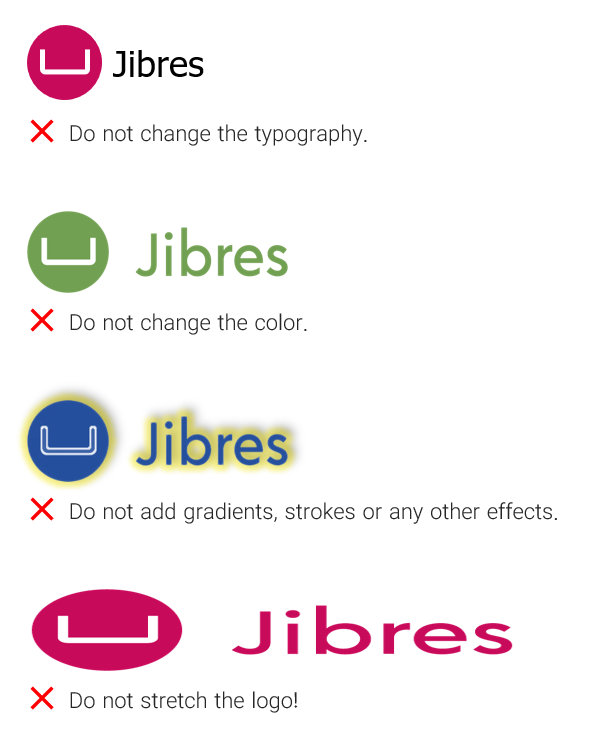 Jibres
Do not change the typography.
Jibres
Do not change the color.
Jibres
Do not add gradients, strokes or any other effects.
Jibres
Do not stretch the logo!